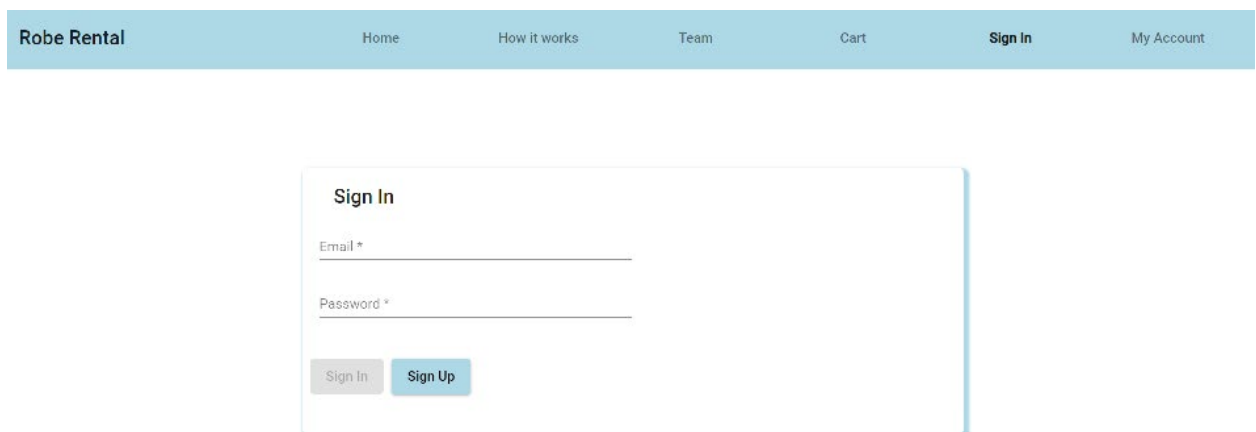 Robe Rental Home How it works Team Cart Sign In My Account
Sign In
Email *
Password *
Sign In Sign Up